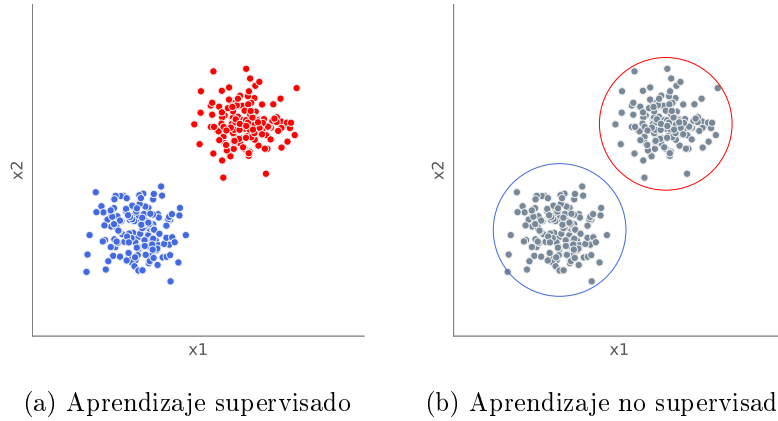 x2
x1
(a) Aprendizaje supervisado
x2
x1
(b) Aprendizaje no supervisad